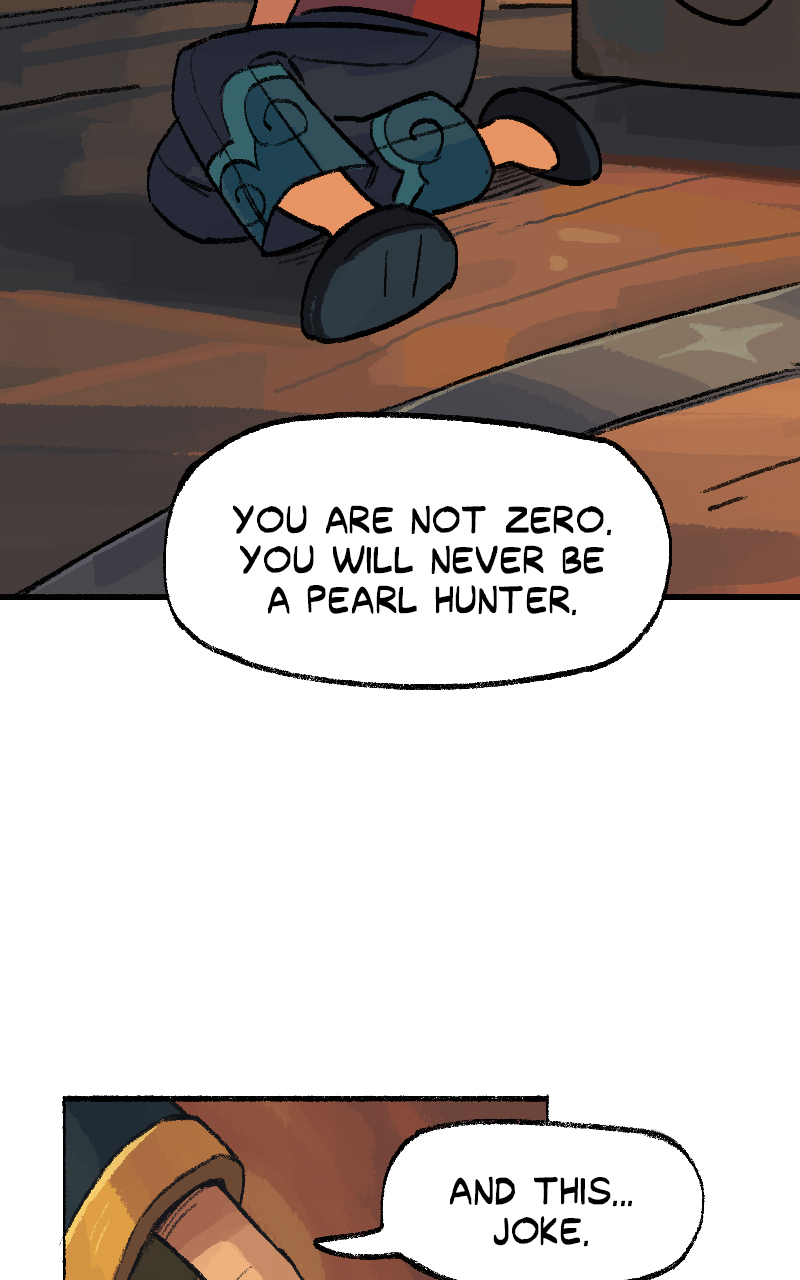 YOU ARE NOT ZERO.
YOU WILL NEVER BE
A PEARL HUNTER.
AND THIS...
JOKE.